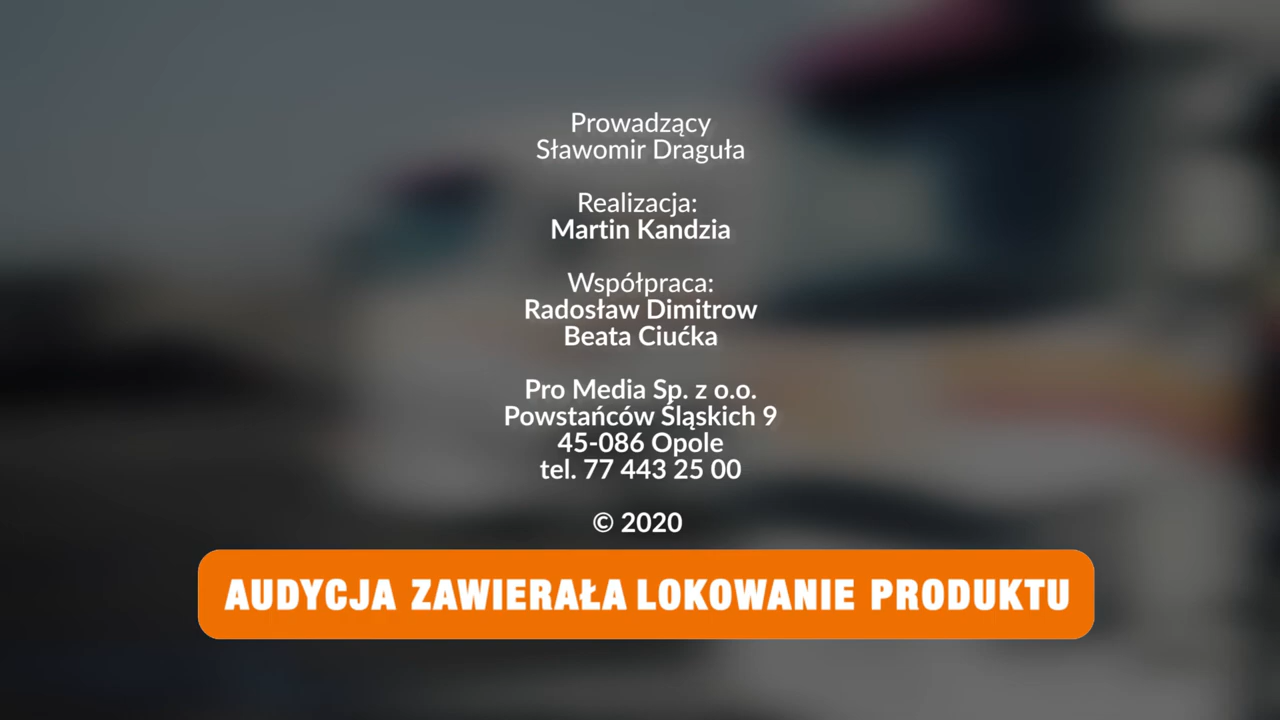 Prowadzący
Sławomir Draguła
Realizacja:
Martin Kandzia
Współpraca:
Radosław Dimitrow
Beata Ciućka
Pro Media Sp. z o.o.
Powstańców Śląskich 9
45-086 Opole
tel. 77 443 25 00
© 2020
AUDYCJA ZAWIERAŁA LOKOWANIE PRODUKTU